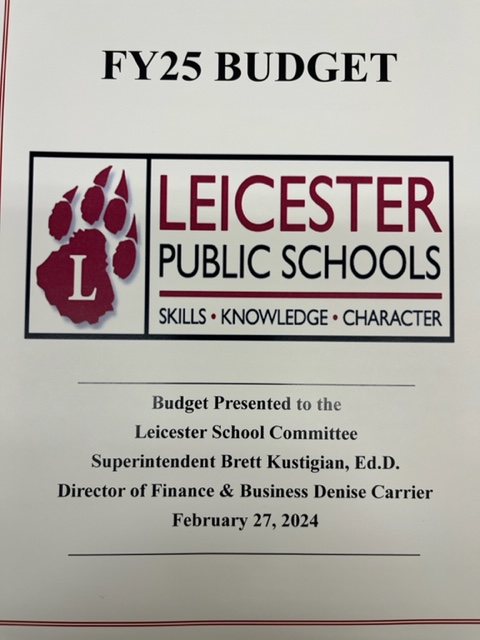 FY25 BUDGET
L
LEICESTER
PUBLIC SCHOOLS
SKILLS • KNOWLEDGE • CHARACTER
Budget Presented to the
Leicester School Committee
Superintendent Brett Kustigian, Ed.D.
Director of Finance & Business Denise Carrier
February 27, 2024